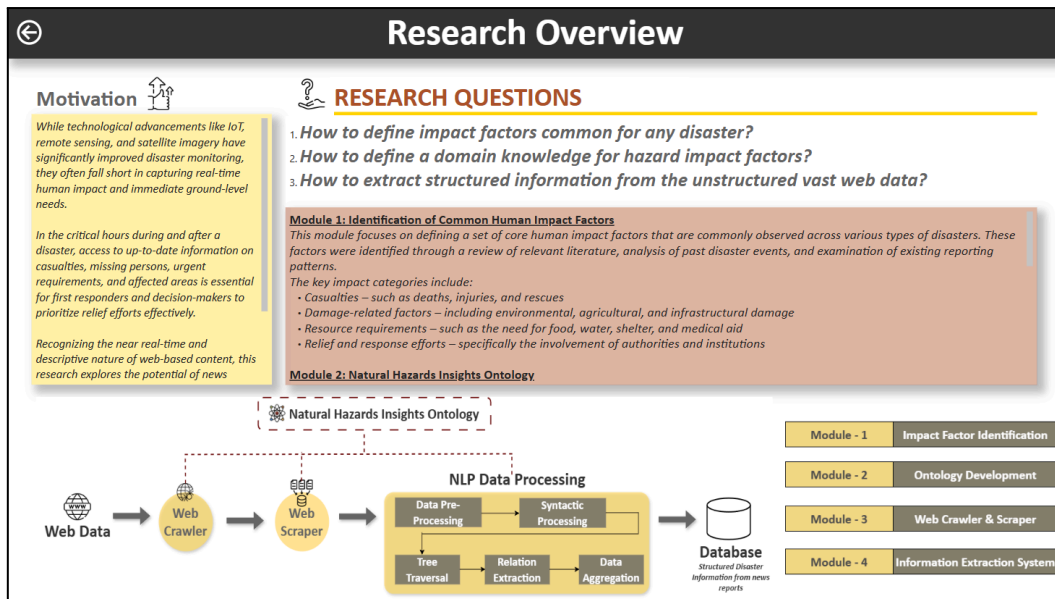 Research Overview
Motivation
While technological advancements like IoT,
remote sensing, and satellite imagery have
significantly improved disaster monitoring,
they often fall short in capturing real-time
human impact and immediate ground-level
needs.
In the critical hours during and after a
disaster, access to up-to-date information on
casualties, missing persons, urgent
requirements, and affected areas is essential
for first responders and decision-makers to
prioritize relief efforts effectively.
Recognizing the near real-time and
descriptive nature of web-based content, this
research explores the potential of news
RESEARCH QUESTIONS
1. How to define impact factors common for any disaster?
2. How to define a domain knowledge for hazard impact factors?
3. How to extract structured information from the unstructured vast web data?
Module 1: Identification of Common Human Impact Factors
This module focuses on defining a set of core human impact factors that are commonly observed across various types of disasters. These
factors were identified through a review of relevant literature, analysis of past disaster events, and examination of existing reporting
patterns.
The key impact categories include:
• Casualties – such as deaths, injuries, and rescues
• Damage-related factors – including environmental, agricultural, and infrastructural damage
• Resource requirements – such as the need for food, water, shelter, and medical aid
• Relief and response efforts – specifically the involvement of authorities and institutions
Module 2: Natural Hazards Insights Ontology
Natural Hazards Insights Ontology
WWW
Web Data
Web
Crawler
Web
Scraper
NLP Data Processing
Data Pre-
Processing
Syntactic
Processing
Tree
Traversal
Relation
Extraction
Data
Aggregation
Database
Structured Disaster
Information from news
reports
Module - 1 Impact Factor Identification
Module - 2 Ontology Development
Module - 3 Web Crawler & Scraper
Module - 4 Information Extraction System